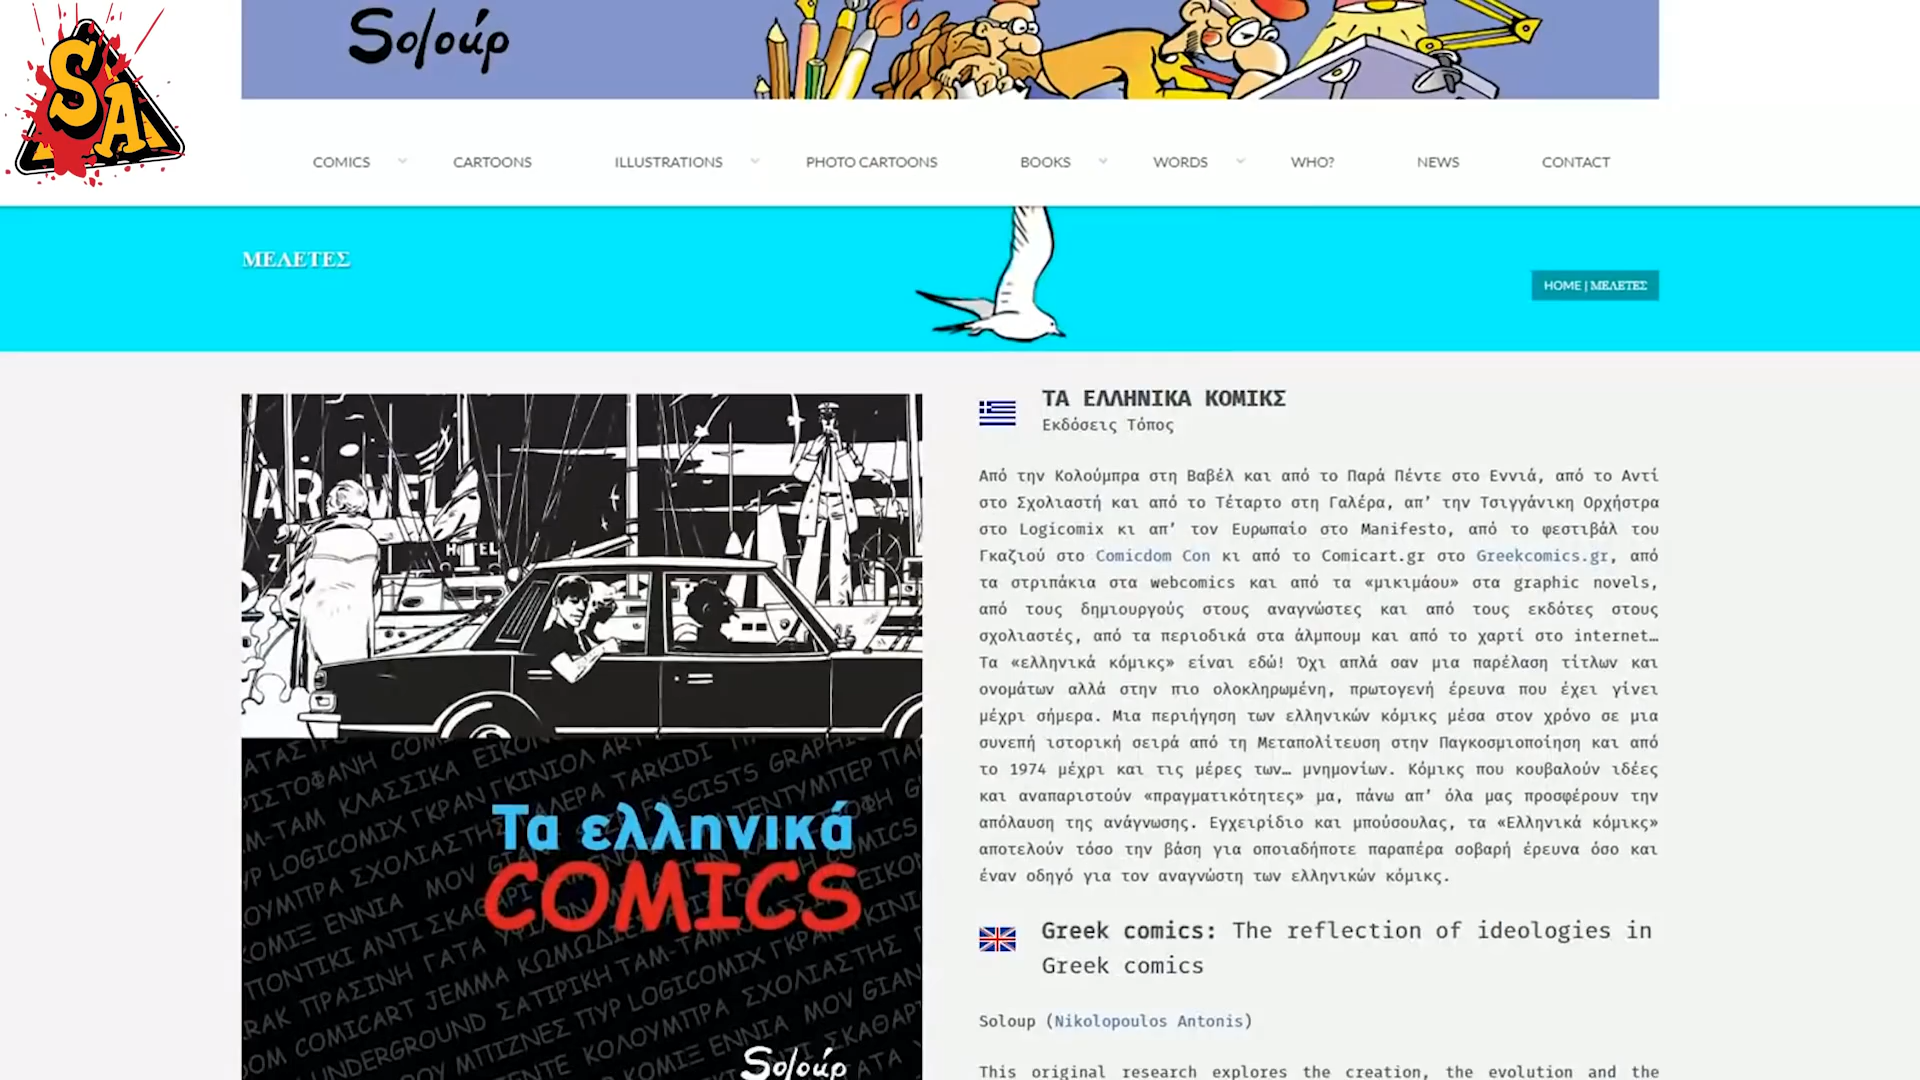 SA
Soloύp
COMICS
CARTOONS
ILLUSTRATIONS
PHOTO CARTOONS
BOOKS
WORDS
WHO?
NEWS
CONTACT
ΜΕΛΕΤΕΣ
HOME | ΜΕΛΕΤΕΣ
HOTEL
Τα ελληνικά
COMICS
Soloύp
ΤΑ ΕΛΛΗΝΙΚΑ ΚΟΜΙΚΣ
Εκδόσεις Τόπος
Από την Κολούμπρα στη Βαβέλ και από το Παρά Πέντε στο Εννιά, από το Αντί
στο Σχολιαστή και από το Τέταρτο στη Γαλέρα, απ’ την Τσιγγάνικη Ορχήστρα
στο Logicomix κι απ’ τον Ευρωπαίο στο Manifesto, από το φεστιβάλ του
Γκαζιού στο Comicdom Con κι από το Comicart.gr στο Greekcomics.gr, από
τα στριπάκια στα webcomics και από τα «μικιμάου» στα graphic novels,
από τους δημιουργούς στους αναγνώστες και από τους εκδότες στους
σχολιαστές, από τα περιοδικά στα άλμπουμ και από το χαρτί στο internet…
Τα «ελληνικά κόμικς» είναι εδώ! Όχι απλά σαν μια παρέλαση τίτλων και
ονομάτων αλλά στην πιο ολοκληρωμένη, πρωτογενή έρευνα που έχει γίνει
μέχρι σήμερα. Μια περιήγηση των ελληνικών κόμικς μέσα στον χρόνο σε μια
συνεπή ιστορική σειρά από τη Μεταπολίτευση στην Παγκοσμιοποίηση και από
το 1974 μέχρι και τις μέρες των… μνημονίων. Κόμικς που κουβαλούν ιδέες
και αναπαριστούν «πραγματικότητες» μα, πάνω απ’ όλα μας προσφέρουν την
απόλαυση της ανάγνωσης. Εγχειρίδιο και μπούσουλας, τα «Ελληνικά κόμικς»
αποτελούν τόσο την βάση για οποιαδήποτε παραπέρα σοβαρή έρευνα όσο και
έναν οδηγό για τον αναγνώστη των ελληνικών κόμικς.
Greek comics: The reflection of ideologies in
Greek comics
Soloup (Nikolopoulos Antonis)
This original research explores the creation, the evolution and the